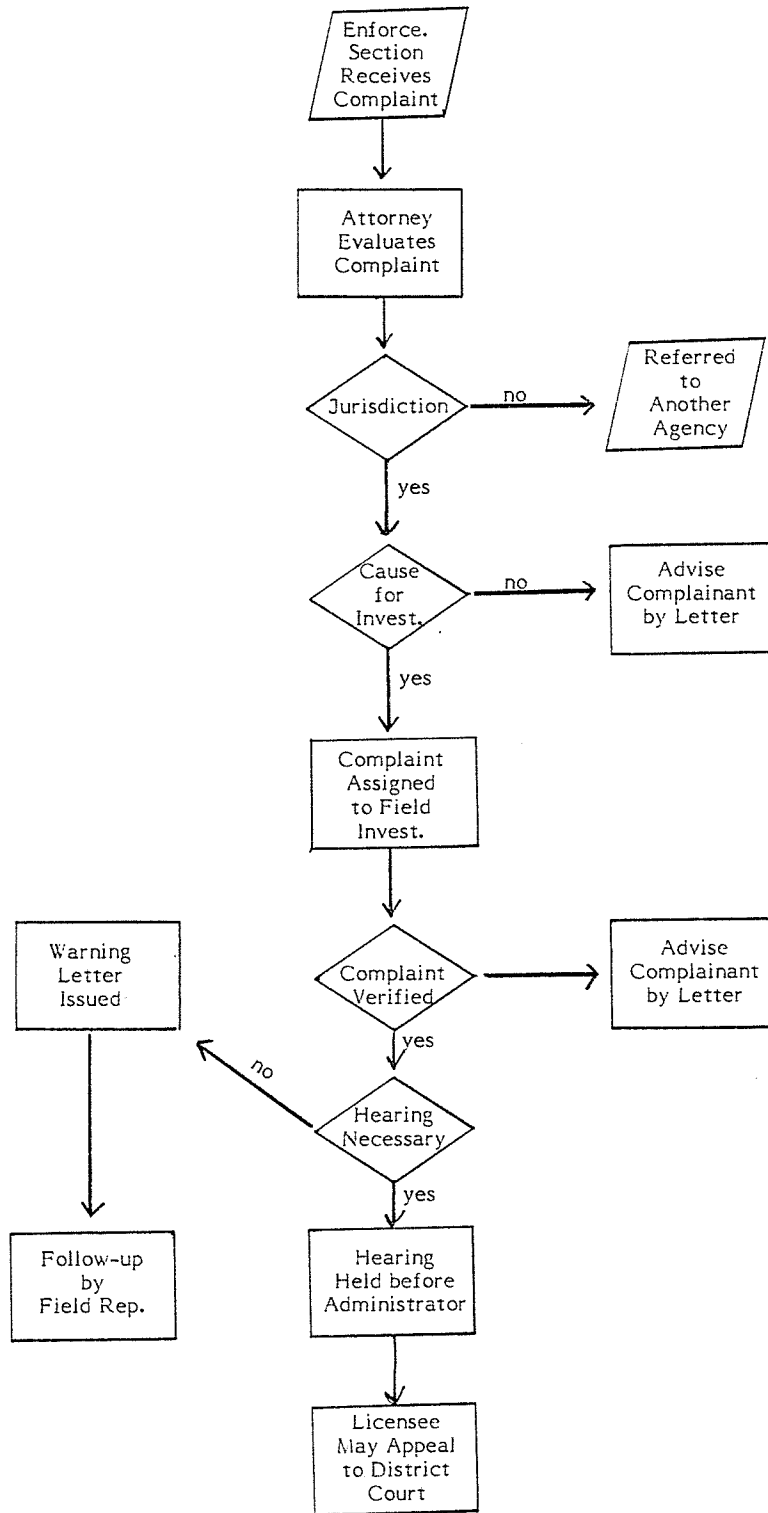 Enforce.
Section
Receives
Complaint
Attorney
Evaluates
Complaint
Jurisdiction
no
Referred
to
Another
Agency
yes
Cause
for
Invest.
no
Advise
Complainant
by Letter
yes
Complaint
Assigned
to Field
Invest.
Complaint
Verified
Advise
Complainant
by Letter
yes
Hearing
Necessary
no
Warning
Letter
Issued
Follow-up
by
Field Rep.
yes
Hearing
Held before
Administrator
Licensee
May Appeal
to District
Court